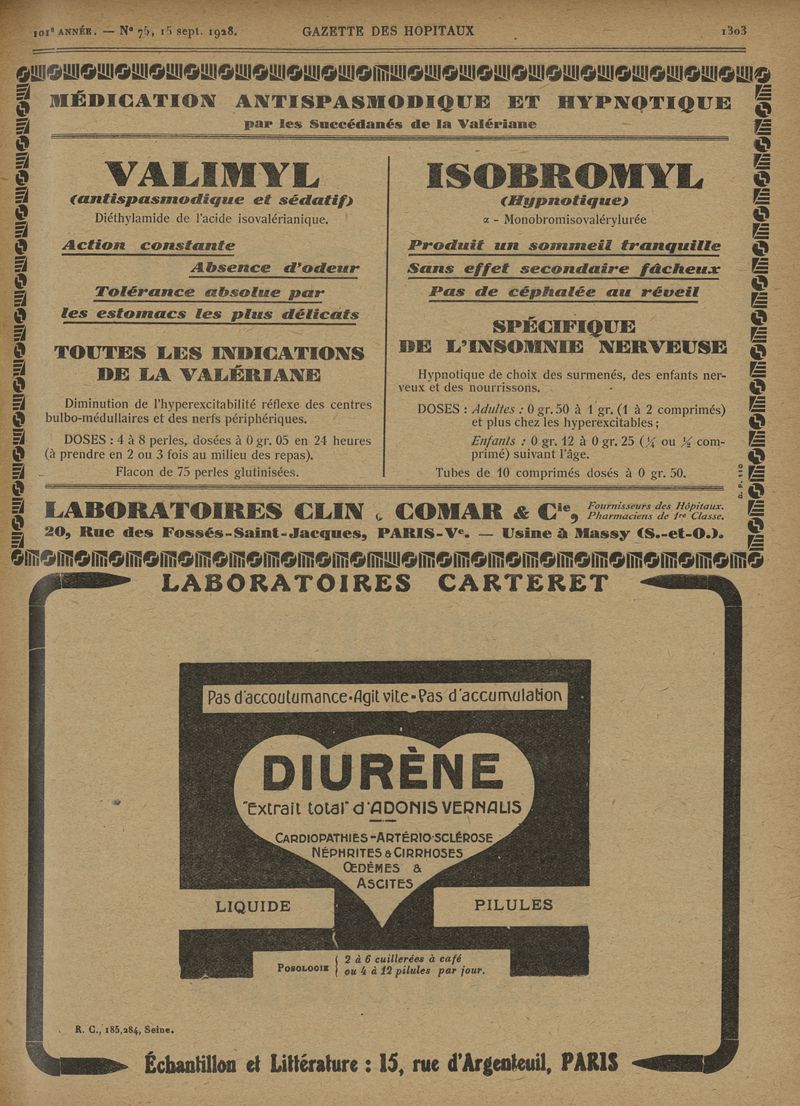 101e ANNÉE. — No 75, 15 sept. 1928.
GAZETTE DES HOPITAUX
1303
MÉDICATION ANTISPASMODIQUE ET HYPNOTIQUE
par les Succédanés de la Valériane
VALIMYL
(antispasmodique et sédatif)
Diéthylamide de l'acide isovalérianique.
Action constante
Absence d'odeur
Tolérance absolue par
les estomacs les plus délicats
TOUTES LES INDICATIONS
DE LA VALÉRIANE
Diminution de l'hyperexcitabilité réflexe des centres
bulbo-médullaires et des nerfs périphériques.
DOSES : 4 à 8 perles, dosées à 0 gr. 05 en 24 heures
(à prendre en 2 ou 3 fois au milieu des repas).
Flacon de 75 perles glutinisées.
ISOBROMYL
(Hypnotique)
α - Monobromisovalérylurée
Produit un sommeil tranquille
Sans effet secondaire fâcheux
Pas de céphalée au réveil
SPÉCIFIQUE
DE L'INSOMNIE NERVEUSE
Hypnotique de choix des surmenés, des enfants ner-
veux et des nourrissons.
DOSES : Adultes : 0 gr. 50 à 1 gr. (1 à 2 comprimés)
et plus chez les hyperexcitables ;
Enfants : 0 gr. 12 à 0 gr. 25 (¼ ou ½ com-
primé) suivant l'âge.
Tubes de 10 comprimés dosés à 0 gr. 50.
LABORATOIRES CLIN, COMAR & Cie, Fournisseurs des Hôpitaux.
Pharmaciens de 1re Classe.
20, Rue des Fossés-Saint-Jacques, PARIS-Ve. — Usine à Massy (S.-et-O.).
LABORATOIRES CARTERET
Pas d'accoutumance-Agit vite-Pas d'accumulation
DIURÈNE
"Extrait total" d'ADONIS VERNALIS
CARDIOPATHIES-ARTÉRIO-SCLÉROSE
NÉPHRITES & CIRRHOSES
ŒDÉMES &
ASCITES
LIQUIDE
PILULES
POSOLOGIE
2 à 6 cuillerées à café
ou 4 à 12 pilules par jour.
R. C., 185,284, Seine.
Échantillon et Littérature : 15, rue d'Argenteuil, PARIS